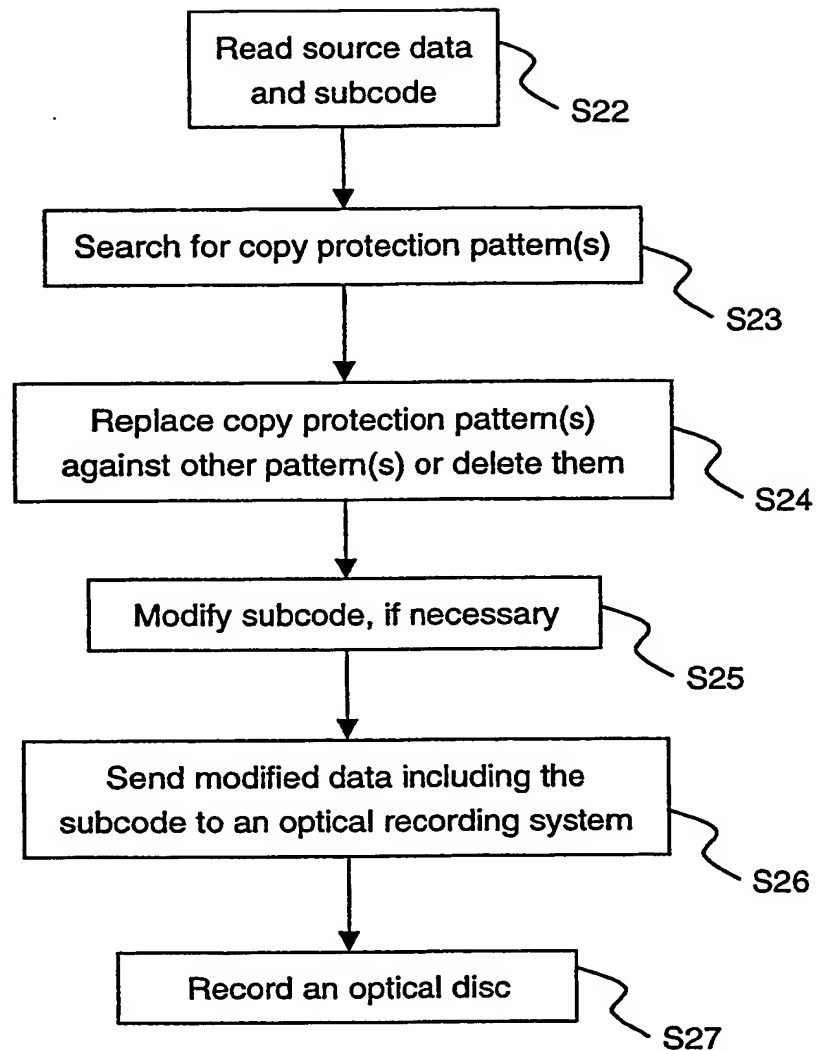 Read source data
and subcode
S22
Search for copy protection pattern(s)
S23
Replace copy protection pattern(s)
against other pattern(s) or delete them
S24
Modify subcode, if necessary
S25
Send modified data including the
subcode to an optical recording system
S26
Record an optical disc
S27